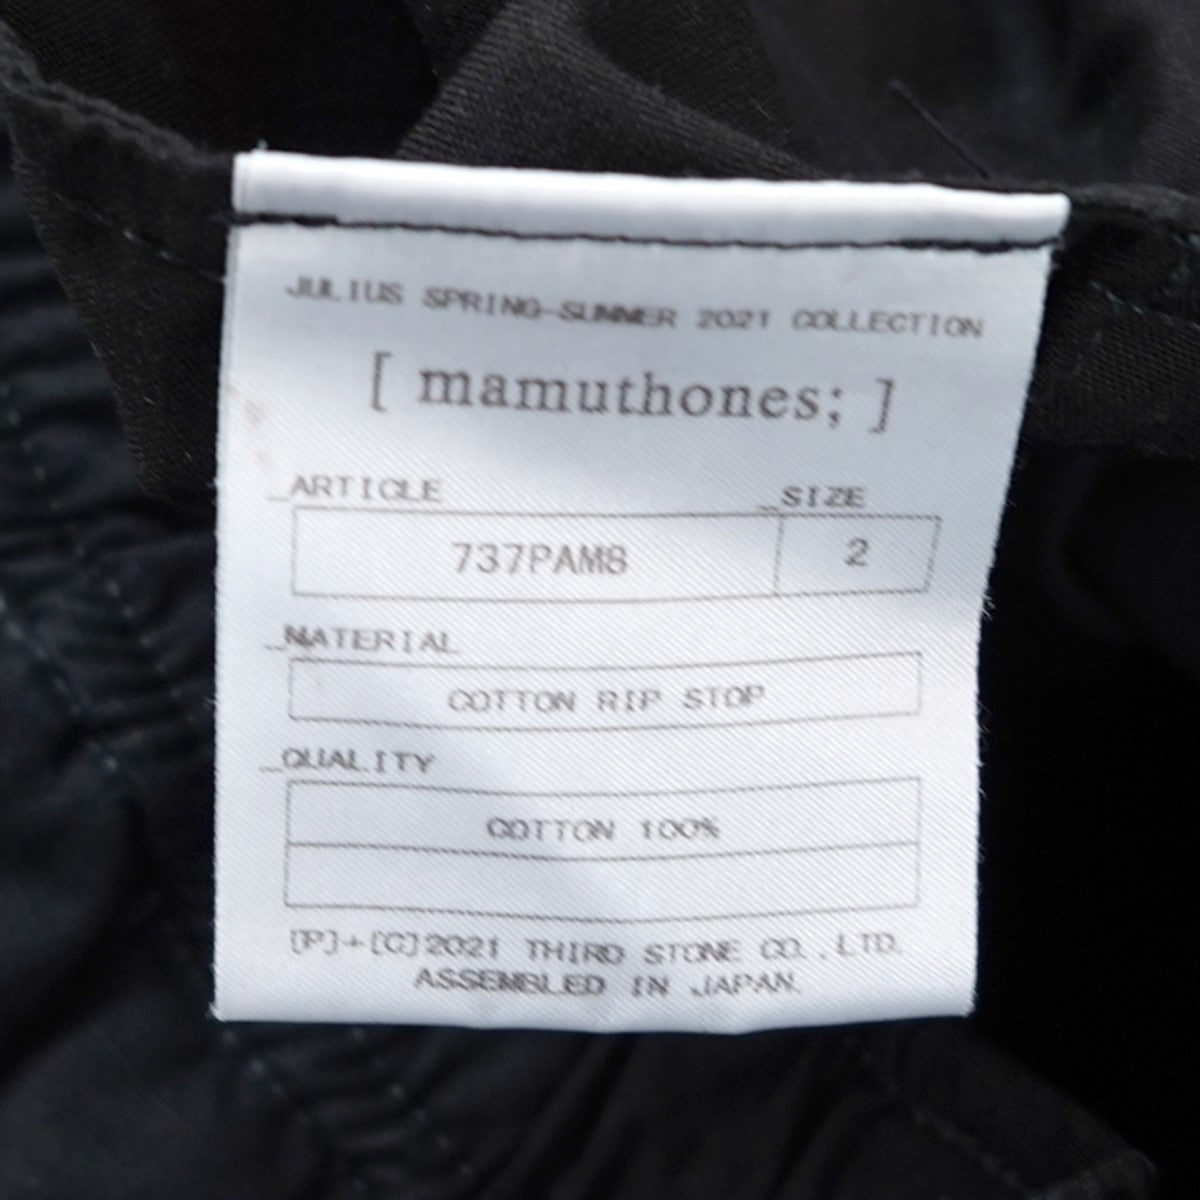 JULIUS SPRING-SUMMER 2021 COLLECTION
[ mamuthones; ]
_ARTICLE _SIZE
737PAM8 2
_MATERIAL
COTTON RIP STOP
_QUALITY
COTTON 100%
[P]+[C]2021 THIRD STONE CO.,LTD.
ASSEMBLED IN JAPAN.